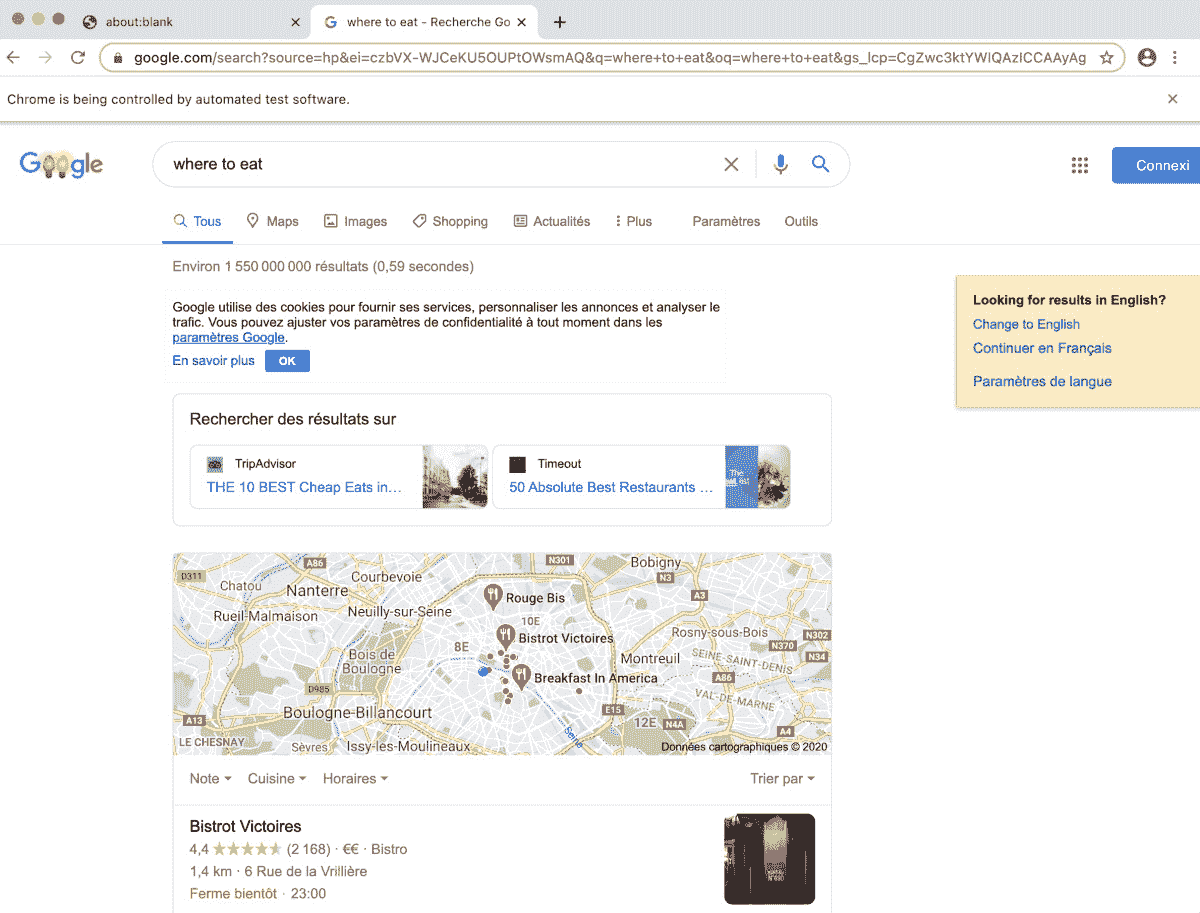 about:blank
where to eat - Recherche Go
google.com/search?source=hp&ei=czbVX-WJCeKU5OUPtOWsmAQ&q=where+to+eat&oq=where+to+eat&gs_lcp=CgZwc3ktYWIQAzICCAAyAg
Chrome is being controlled by automated test software.
Google
where to eat
Connexi
Tous Maps Images Shopping Actualités Plus Paramètres Outils
Environ 1 550 000 000 résultats (0,59 secondes)
Google utilise des cookies pour fournir ses services, personnaliser les annonces et analyser le
trafic. Vous pouvez ajuster vos paramètres de confidentialité à tout moment dans les
paramètres Google.
En savoir plus OK
Looking for results in English?
Change to English
Continuer en Français
Paramètres de langue
Rechercher des résultats sur
TripAdvisor
THE 10 BEST Cheap Eats in…
Timeout
50 Absolute Best Restaurants …
D311
A86
N301
Bobigny
N3
Chatou
Courbevoie
Nanterre
A3
Rouge Bis
Rueil-Malmaison
Neuilly-sur-Seine
10E
Rosny-sous-Bois
N302
Bistrot Victoires
N370
8E
Bois de
Boulogne
Montreuil
SEINE-SAINT-DENIS
N34
Breakfast In America
A86
D985
VAL-DE-MARNE
Boulogne-Billancourt
E15
A13
12E
N4A
A4
LE CHESNAY
Sèvres
Issy-les-Moulineaux
Seine
Données cartographiques © 2020
Note Cuisine Horaires Trier par
Bistrot Victoires
4,4 (2 168) · €€ · Bistro
1,4 km · 6 Rue de la Vrillière
Ferme bientôt · 23:00